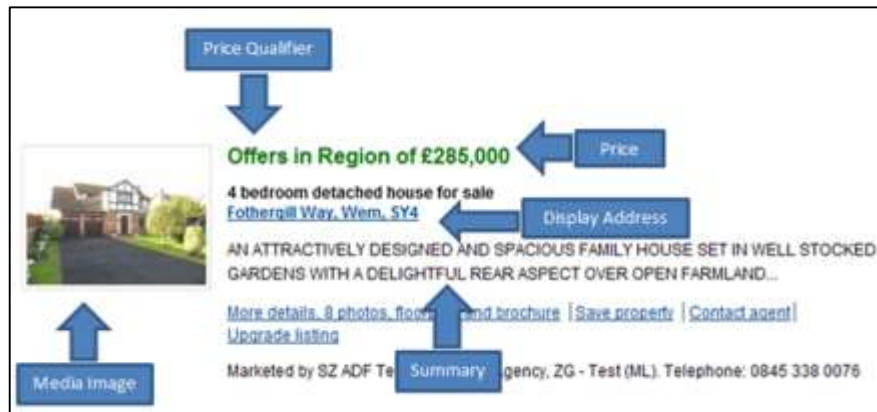 Price Qualifier
Offers in Region of £285,000
Price
4 bedroom detached house for sale
Fothergill Way, Wem, SY4
Display Address
AN ATTRACTIVELY DESIGNED AND SPACIOUS FAMILY HOUSE SET IN WELL STOCKED
GARDENS WITH A DELIGHTFUL REAR ASPECT OVER OPEN FARMLAND...
More details, 8 photos, and brochure | Save property | Contact agent |
Upgrade listing
Media Image
Marketed by SZ ADF
Summary
ZG - Test (ML). Telephone: 0845 338 0076